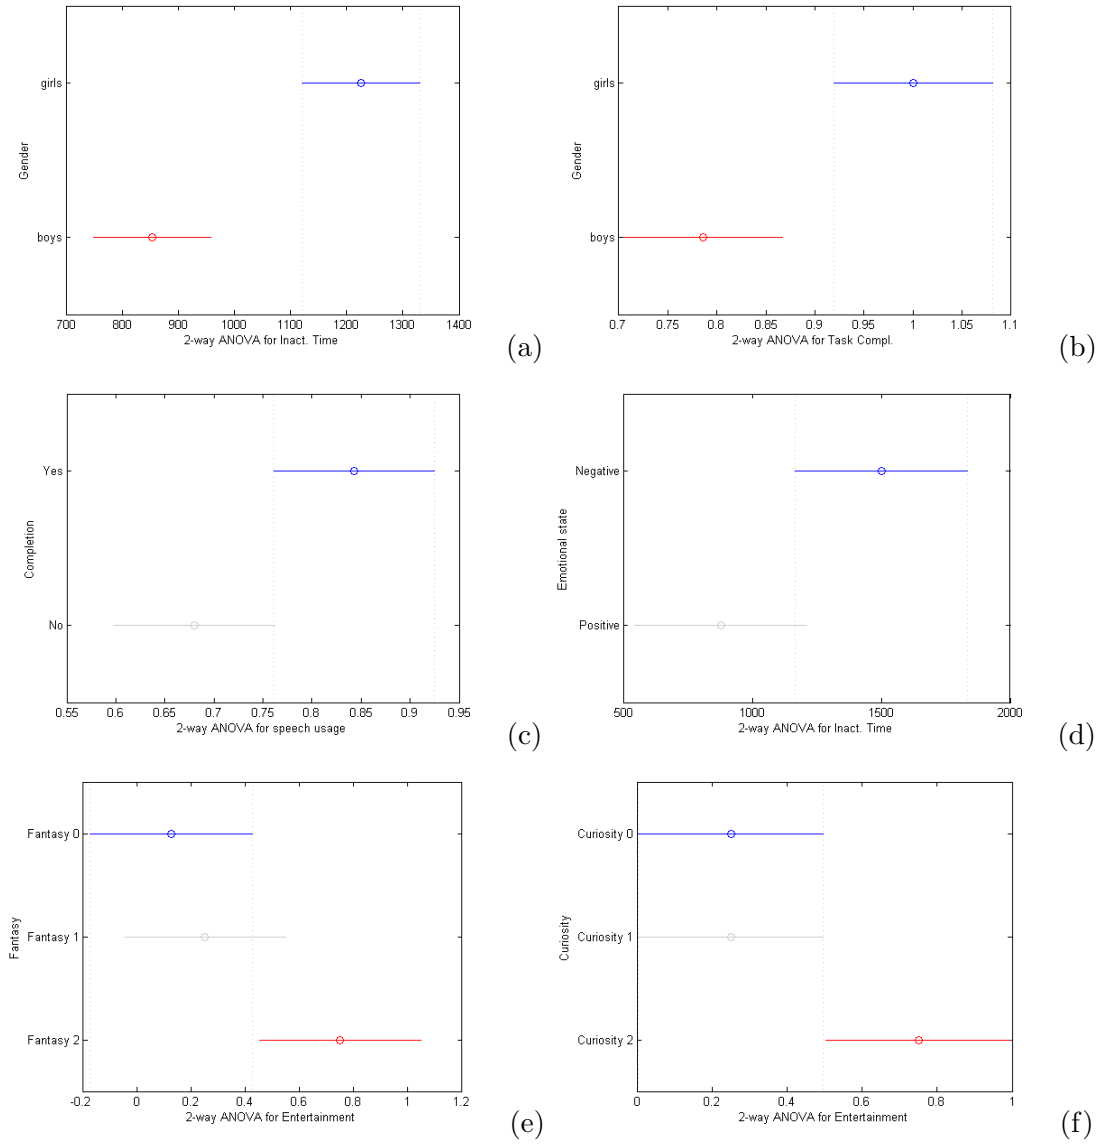 girls
Gender
boys
700 800 900 1000 1100 1200 1300 1400
2-way ANOVA for Inact. Time
(a)
girls
Gender
boys
0.7 0.75 0.8 0.85 0.9 0.95 1 1.05 1.1
2-way ANOVA for Task Compl.
(b)
Yes
Completion
No
0.55 0.6 0.65 0.7 0.75 0.8 0.85 0.9 0.95
2-way ANOVA for speech usage
(c)
Negative
Emotional state
Positive
500 1000 1500 2000
2-way ANOVA for Inact. Time
(d)
Fantasy 0
Fantasy
Fantasy 1
Fantasy 2
-0.2 0 0.2 0.4 0.6 0.8 1 1.2
2-way ANOVA for Entertainment
(e)
Curiosity 0
Curiosity
Curiosity 1
Curiosity 2
0 0.2 0.4 0.6 0.8 1
2-way ANOVA for Entertainment
(f)